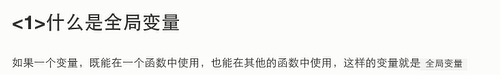 <1>什么是全局变量
如果一个变量，既能在一个函数中使用，也能在其他的函数中使用，这样的变量就是 全局变量